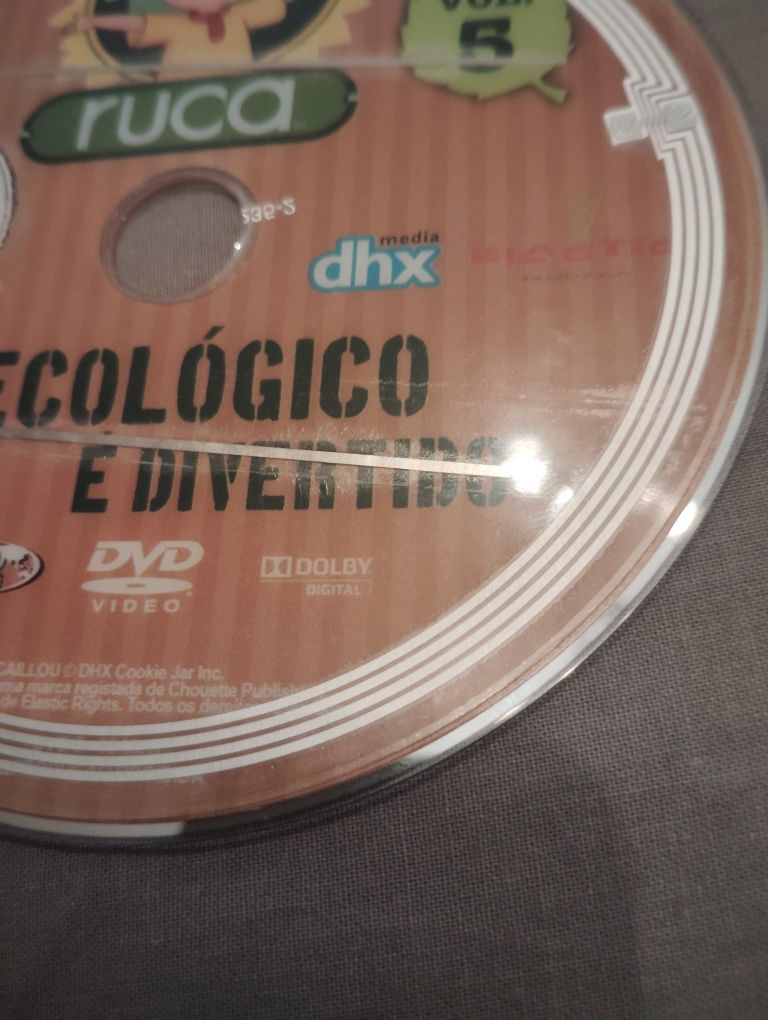 VOL. 5
ruca
dhx media
ECOLÓGICO
É DIVERTIDO
DVD
VIDEO
DOLBY
DIGITAL
CAILLOU © DHX Cookie Jar Inc.
uma marca registada de Chouette
de Elastic Rights. Todos os